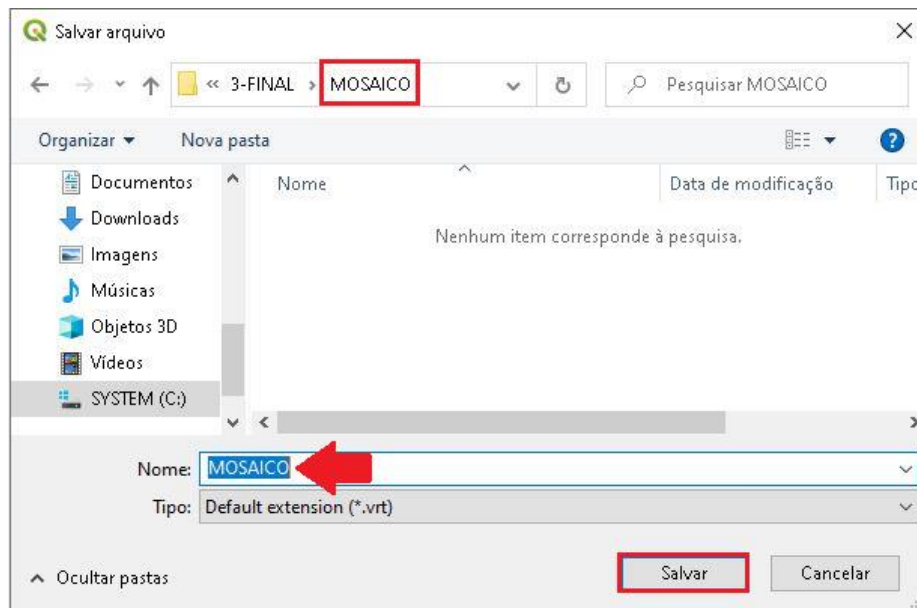 Salvar arquivo
« 3-FINAL › MOSAICO
Pesquisar MOSAICO
Organizar
Nova pasta
Nome
Data de modificação
Tipo
Documentos
Downloads
Imagens
Músicas
Objetos 3D
Vídeos
SYSTEM (C:)
Nenhum item corresponde à pesquisa.
Nome: MOSAICO
Tipo: Default extension (*.vrt)
Ocultar pastas
Salvar
Cancelar